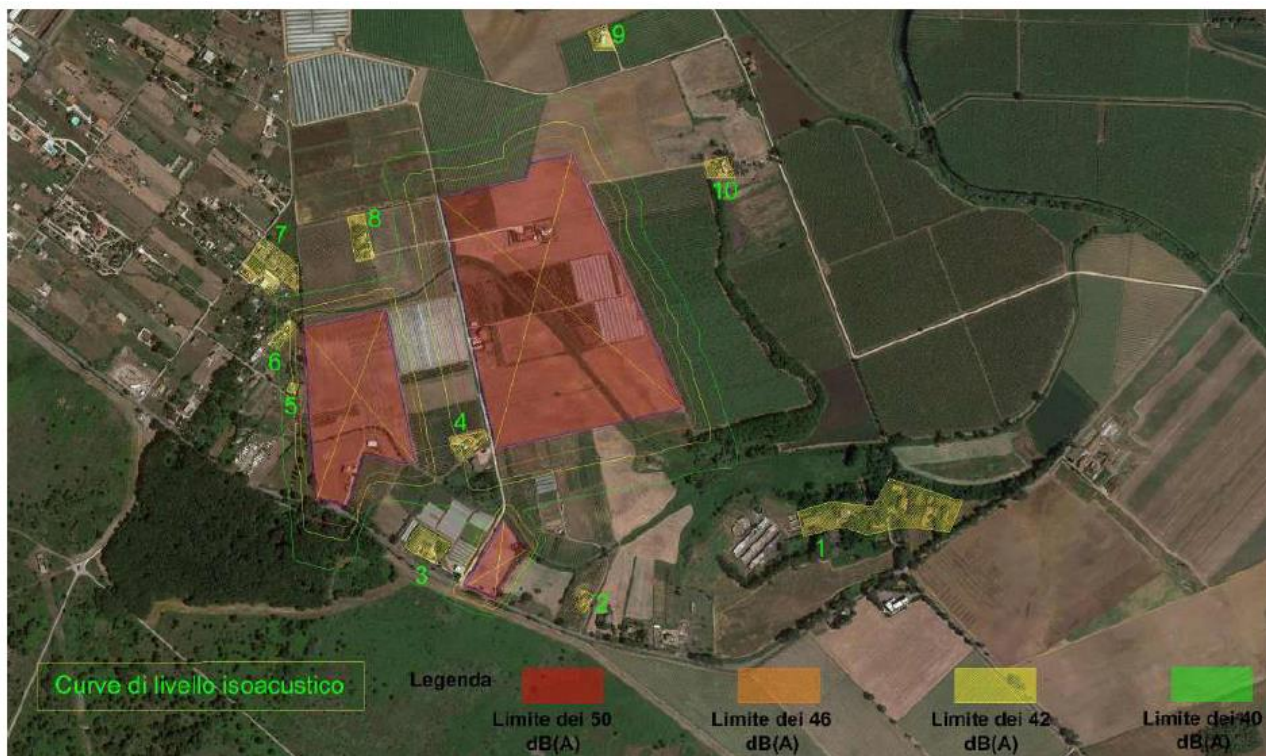 9
10
8
7
6
5
4
3
2
1
Curve di livello isoacustico
Legenda
Limite dei 50 dB(A)
Limite dei 46 dB(A)
Limite dei 42 dB(A)
Limite dei 40 dB(A)